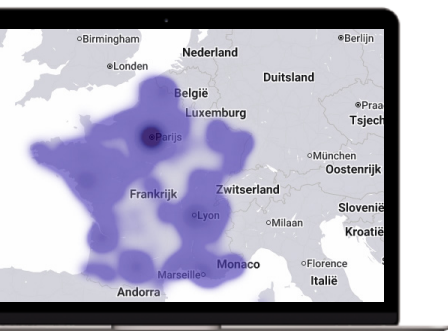 Birmingham
Berlijn
Nederland
Londen
Duitsland
België
Praa
Luxemburg
Tsjech
Parijs
München
Oostenrijk
Zwitserland
Frankrijk
Slovenië
Lyon
Milaan
Kroatië
Monaco
Florence
Marseille
Italië
Andorra